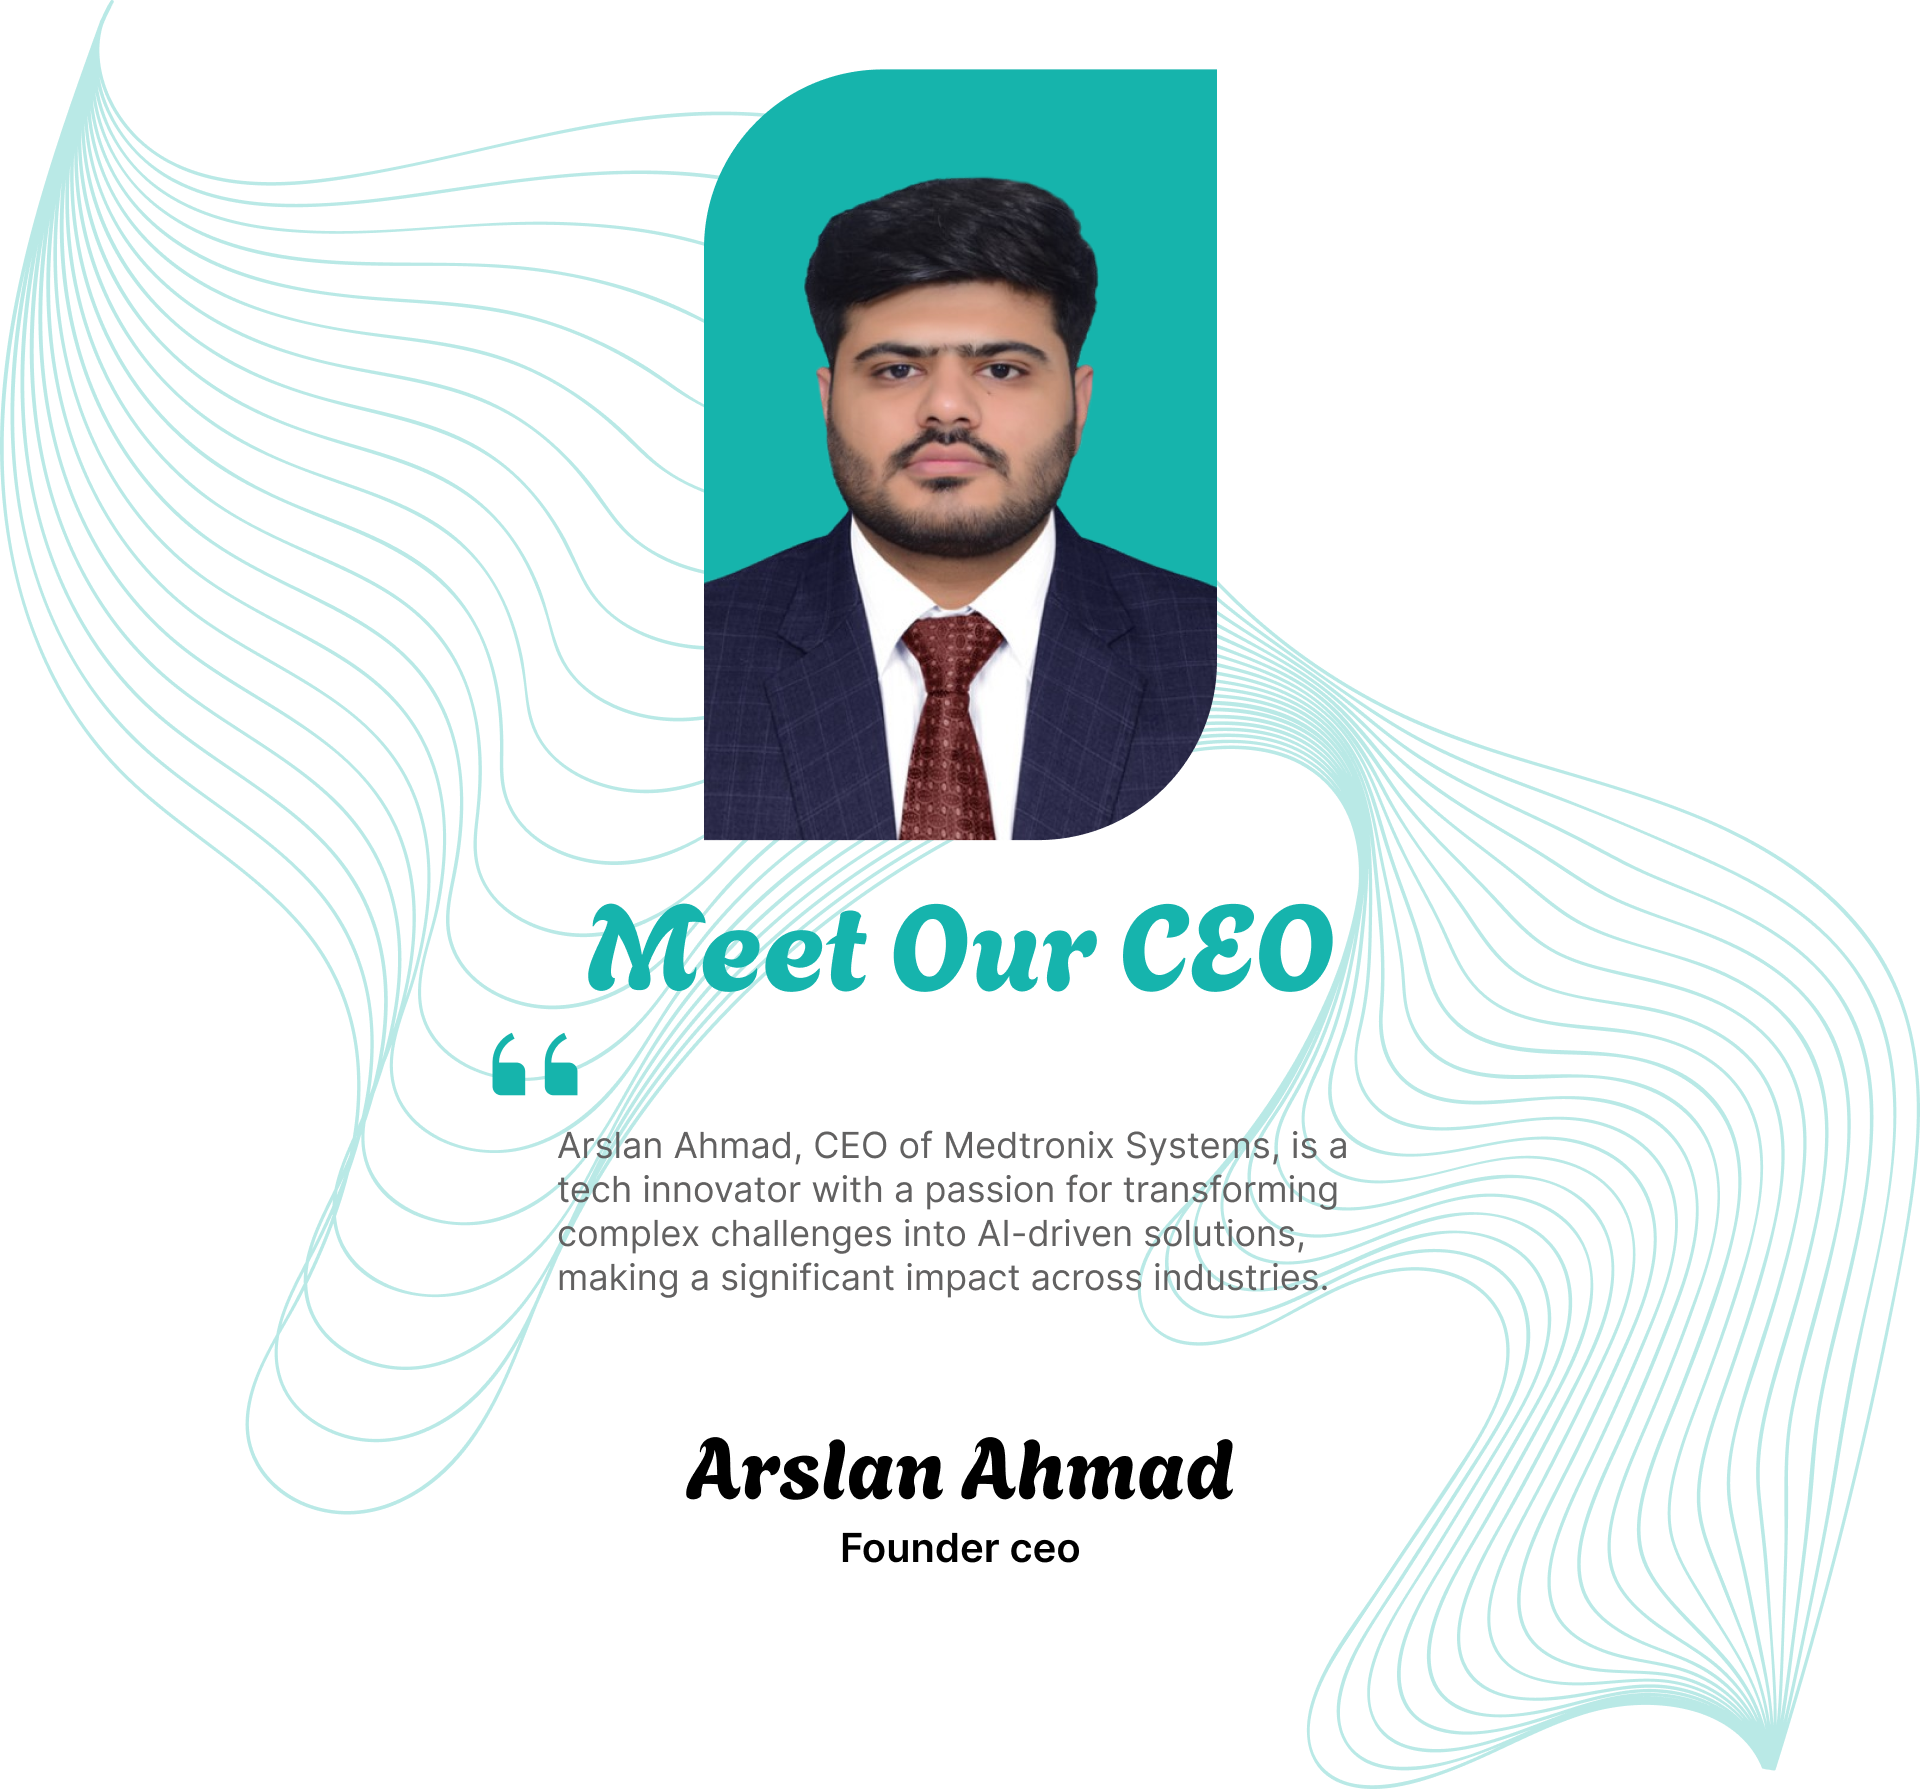 Meet Our CEO
“
Arslan Ahmad, CEO of Medtronix Systems, is a
tech innovator with a passion for transforming
complex challenges into AI-driven solutions,
making a significant impact across industries.
Arslan Ahmad
Founder ceo